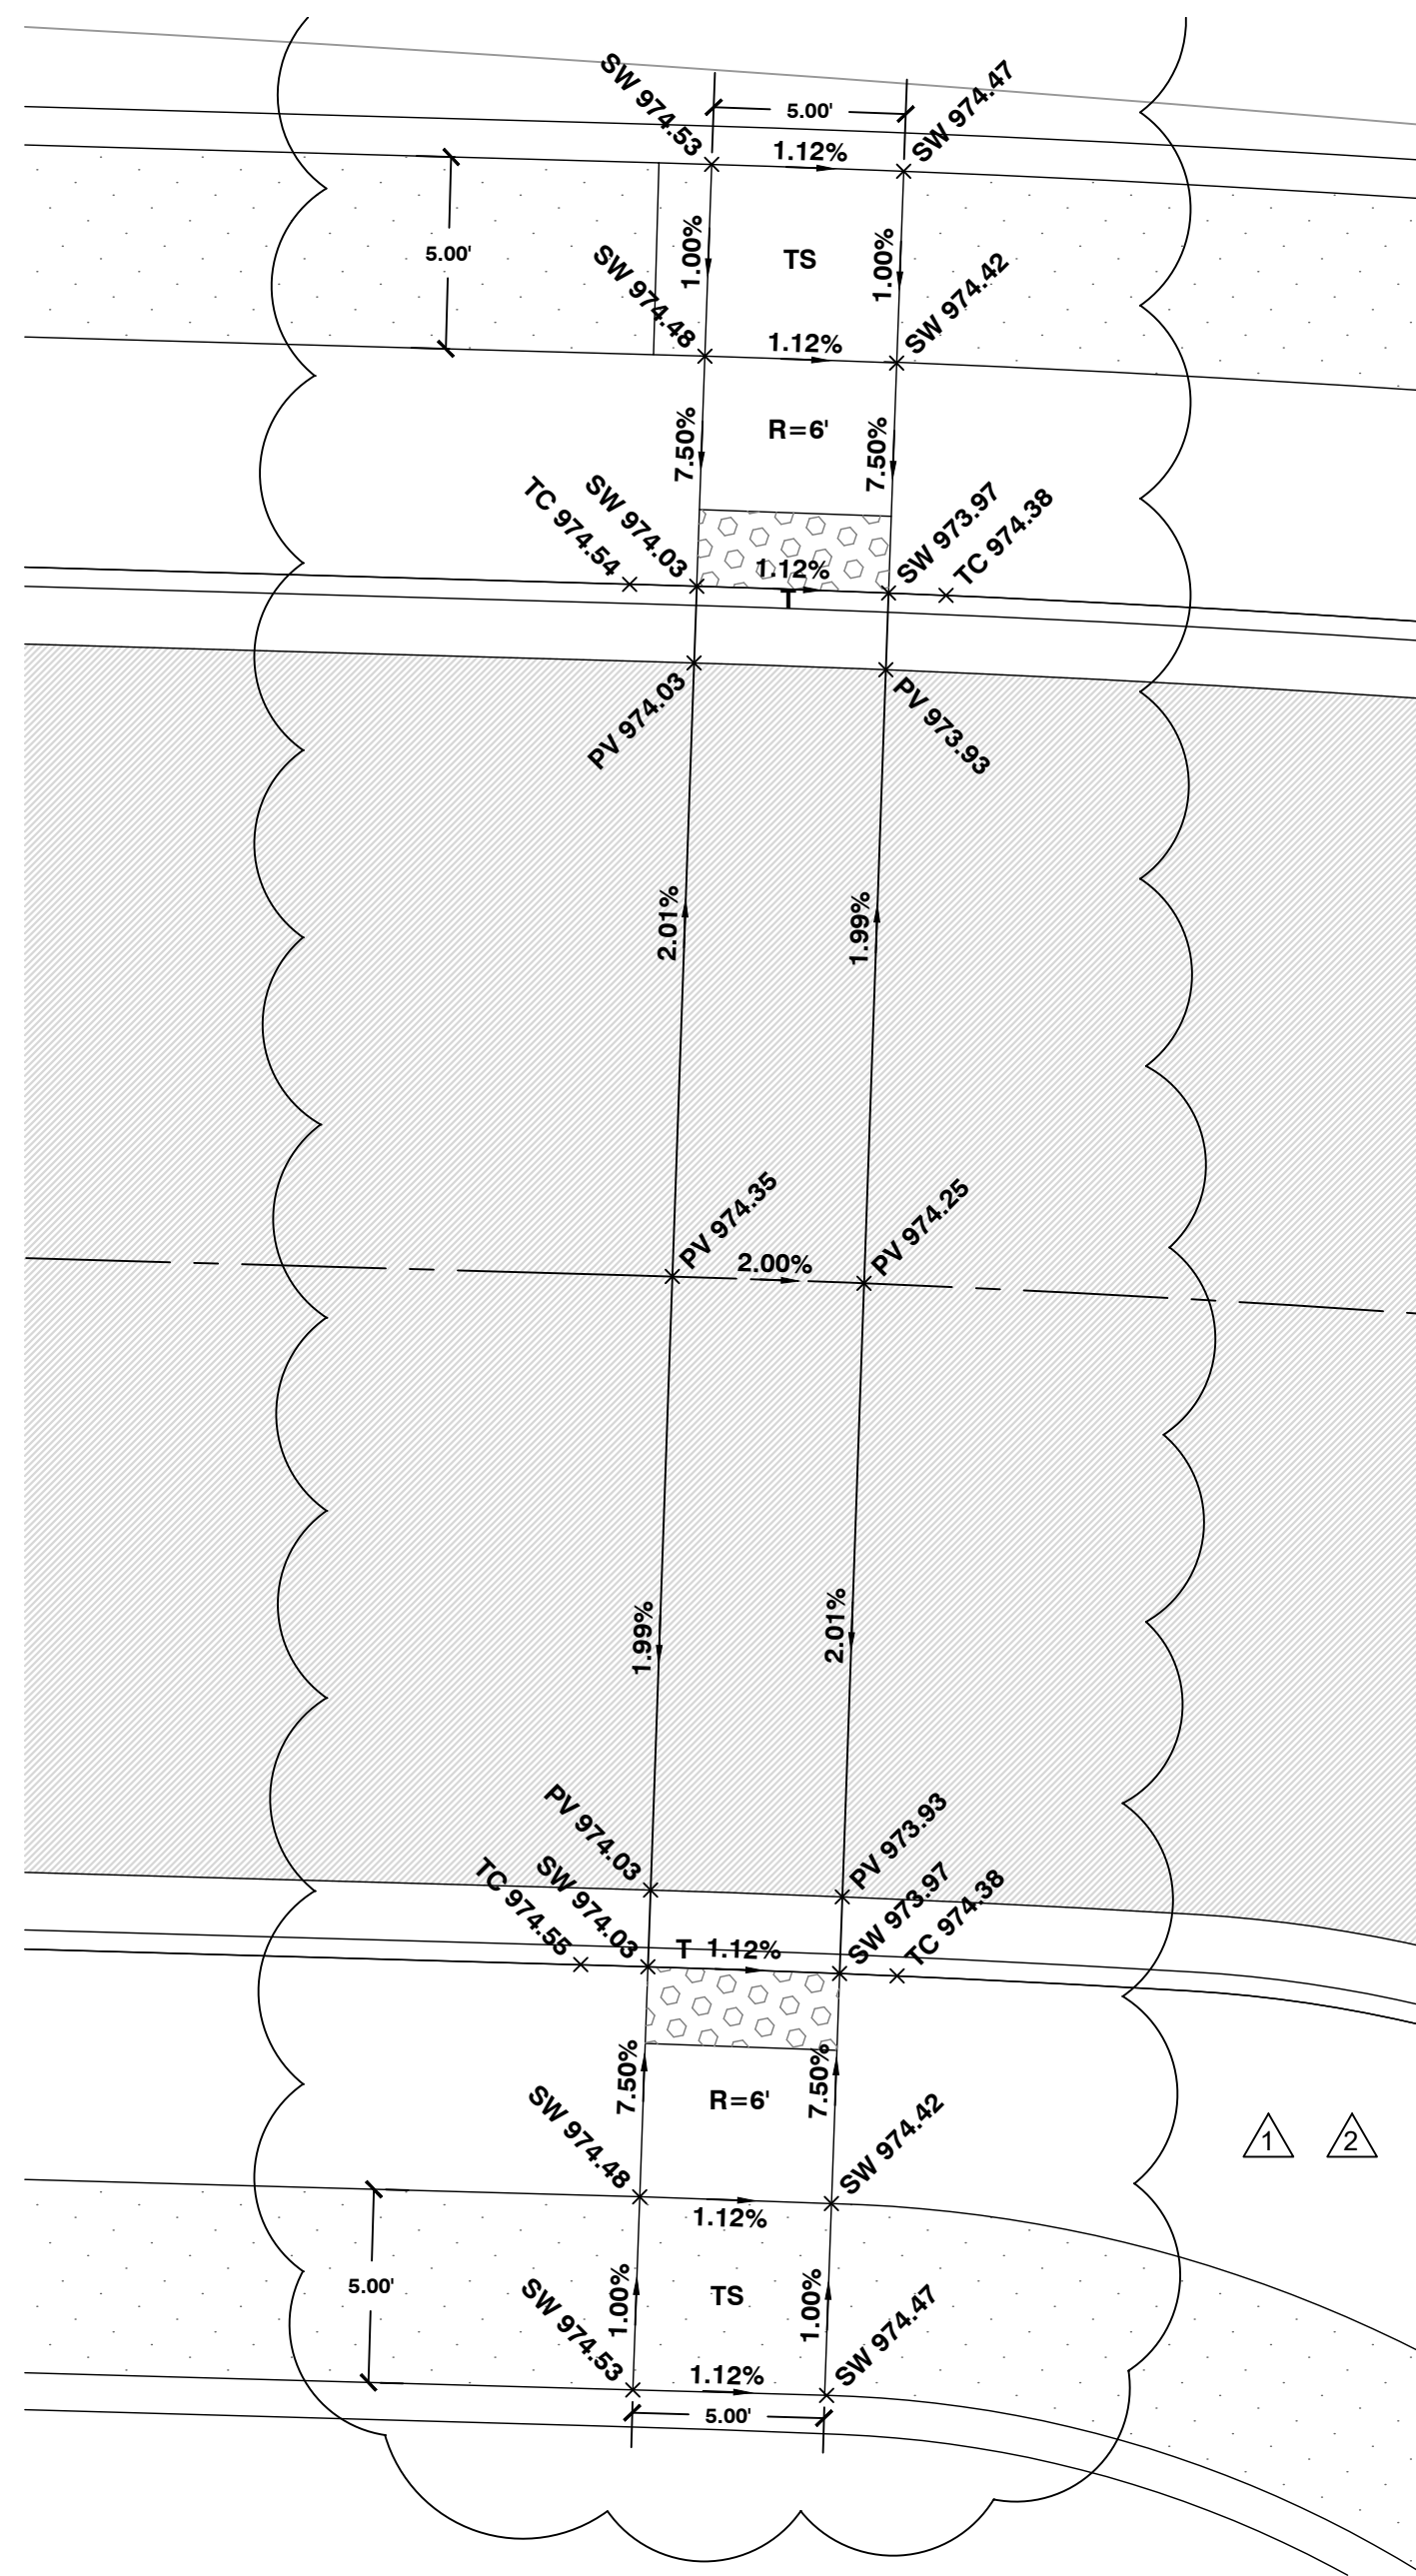 SW 974.53
SW 974.47
5.00'
1.12%
5.00'
1.00%
TS
1.00%
SW 974.48
SW 974.42
1.12%
7.50%
R=6'
7.50%
TC 974.54
SW 974.03
SW 973.97
TC 974.38
1.12%
T
PV 974.03
PV 973.93
2.01%
1.99%
PV 974.35
PV 974.25
2.00%
1.99%
2.01%
PV 974.03
PV 973.93
TC 974.55
SW 974.03
SW 973.97
TC 974.38
T 1.12%
7.50%
R=6'
7.50%
SW 974.48
SW 974.42
1 2
1.12%
5.00'
1.00%
TS
1.00%
SW 974.53
SW 974.47
1.12%
5.00'